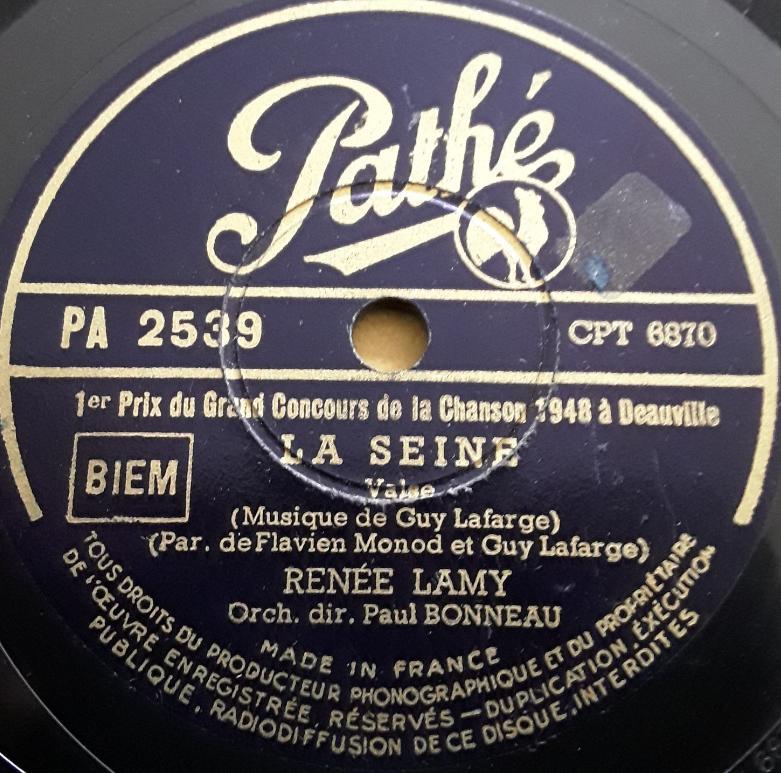 Pathé
PA 2539
CPT 6870
1er Prix du Grand Concours de la Chanson 1948 à Deauville
LA SEINE
BIEM
Valse
(Musique de Guy Lafarge)
(Par. de Flavien Monod et Guy Lafarge)
RENÉE LAMY
Orch. dir. Paul BONNEAU
MADE IN FRANCE
TOUS DROITS DU PRODUCTEUR PHONOGRAPHIQUE ET DU PROPRIÉTAIRE
DE L'ŒUVRE ENREGISTRÉE, RÉSERVÉS — DUPLICATION, ÉXÉCUTION
PUBLIQUE, RADIODIFFUSION DE CE DISQUE, INTERDITES